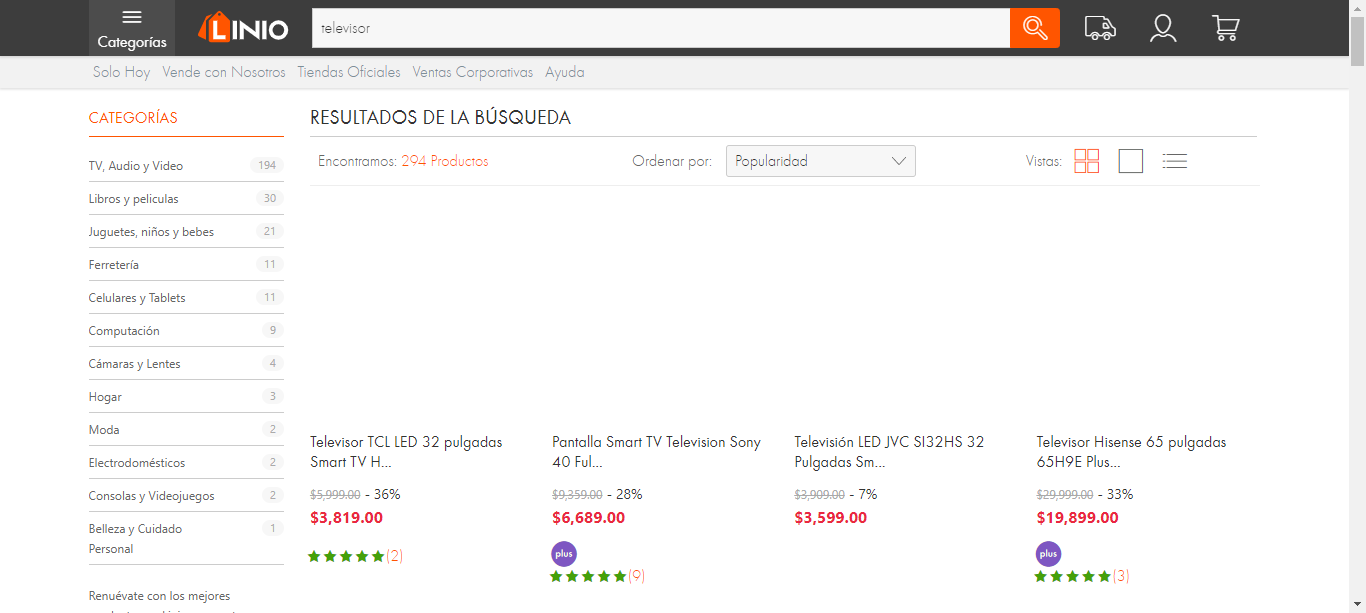 Categorías
LINIO
televisor
Solo Hoy Vende con Nosotros Tiendas Oficiales Ventas Corporativas Ayuda
CATEGORÍAS
TV, Audio y Video 194
Libros y peliculas 30
Juguetes, niños y bebes 21
Ferretería 11
Celulares y Tablets 11
Computación 9
Cámaras y Lentes 4
Hogar 3
Moda 2
Electrodomésticos 2
Consolas y Videojuegos 2
Belleza y Cuidado 1
Personal
Renuévate con los mejores
RESULTADOS DE LA BÚSQUEDA
Encontramos: 294 Productos Ordenar por: Popularidad Vistas:
Televisor TCL LED 32 pulgadas
Smart TV H...
$5,999.00 - 36%
$3,819.00
(2)
Pantalla Smart TV Television Sony
40 Ful...
$9,359.00 - 28%
$6,689.00
plus
(9)
Televisión LED JVC SI32HS 32
Pulgadas Sm...
$3,909.00 - 7%
$3,599.00
Televisor Hisense 65 pulgadas
65H9E Plus...
$29,999.00 - 33%
$19,899.00
plus
(3)